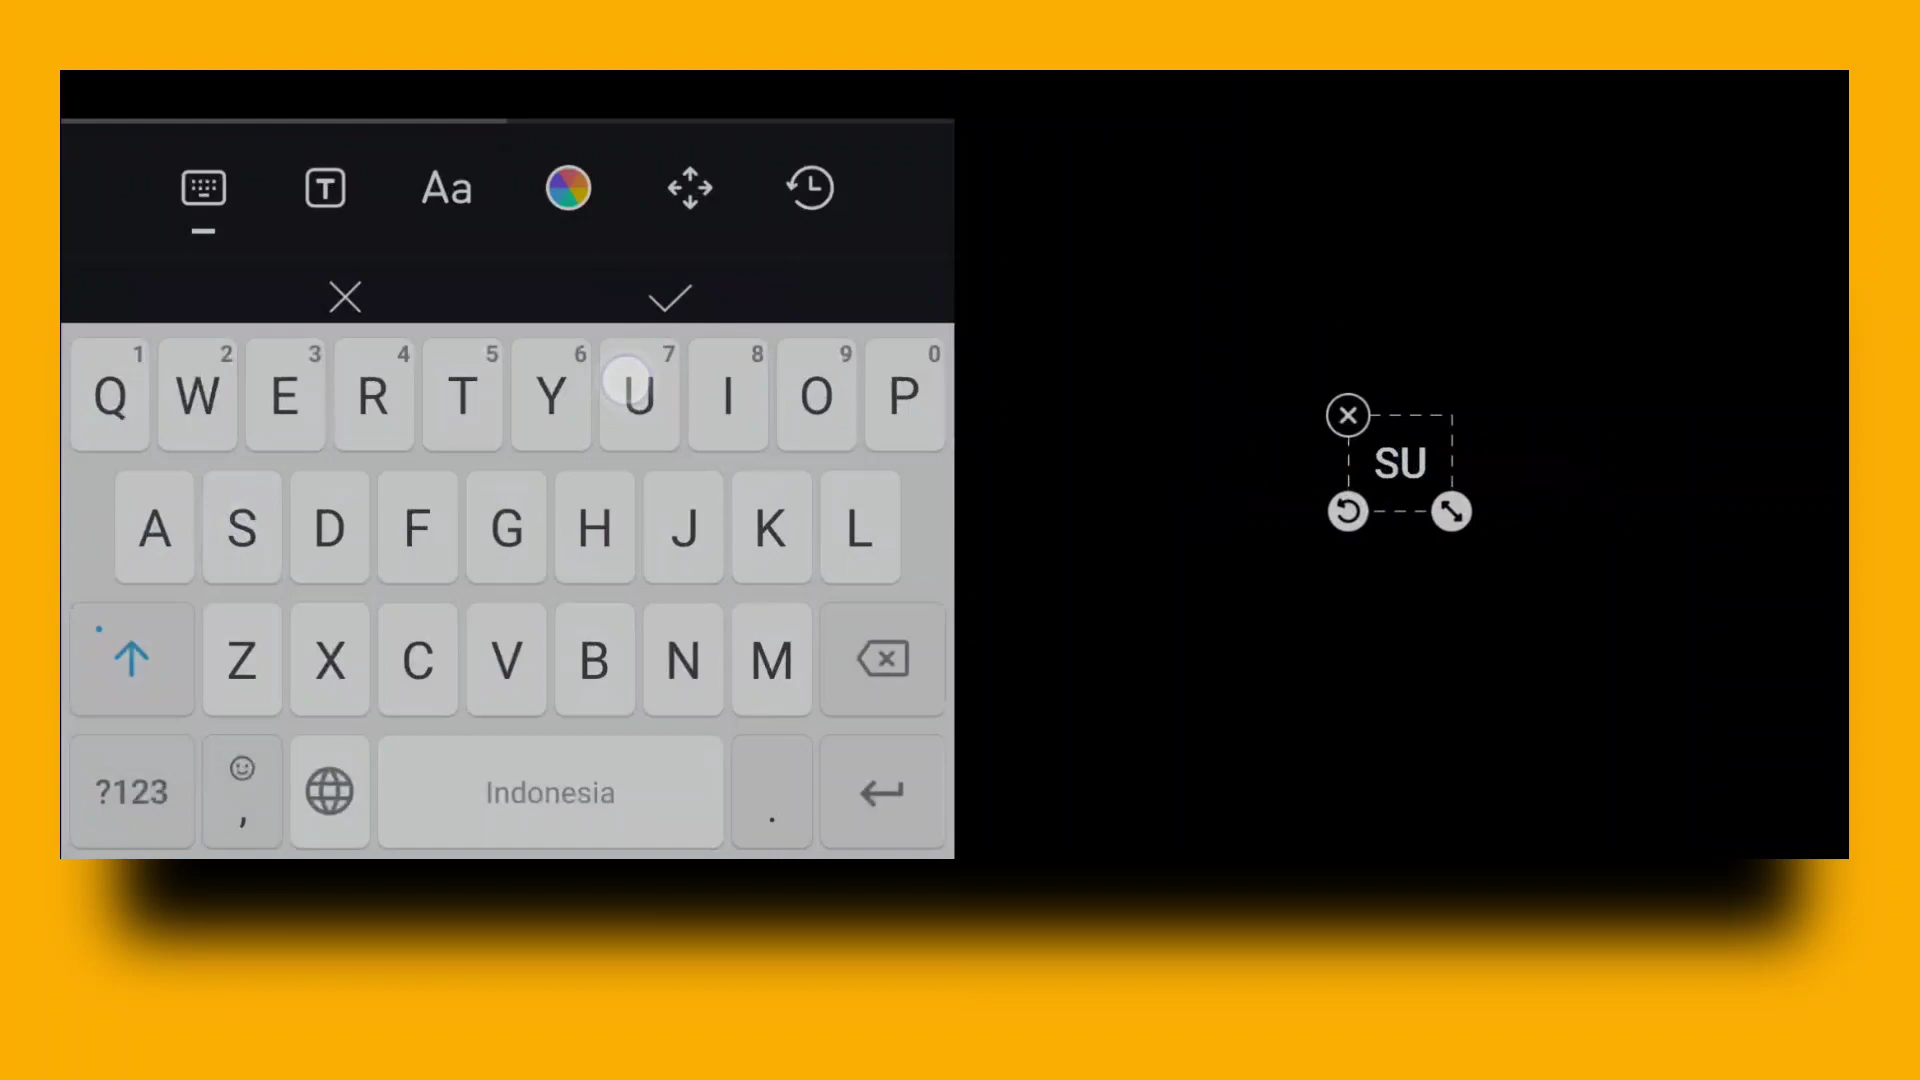 Aa
1 2 3 4 5 6 7 8 9 0
Q W E R T Y U I O P
A S D F G H J K L
Z X C V B N M
?123 , Indonesia .
SU